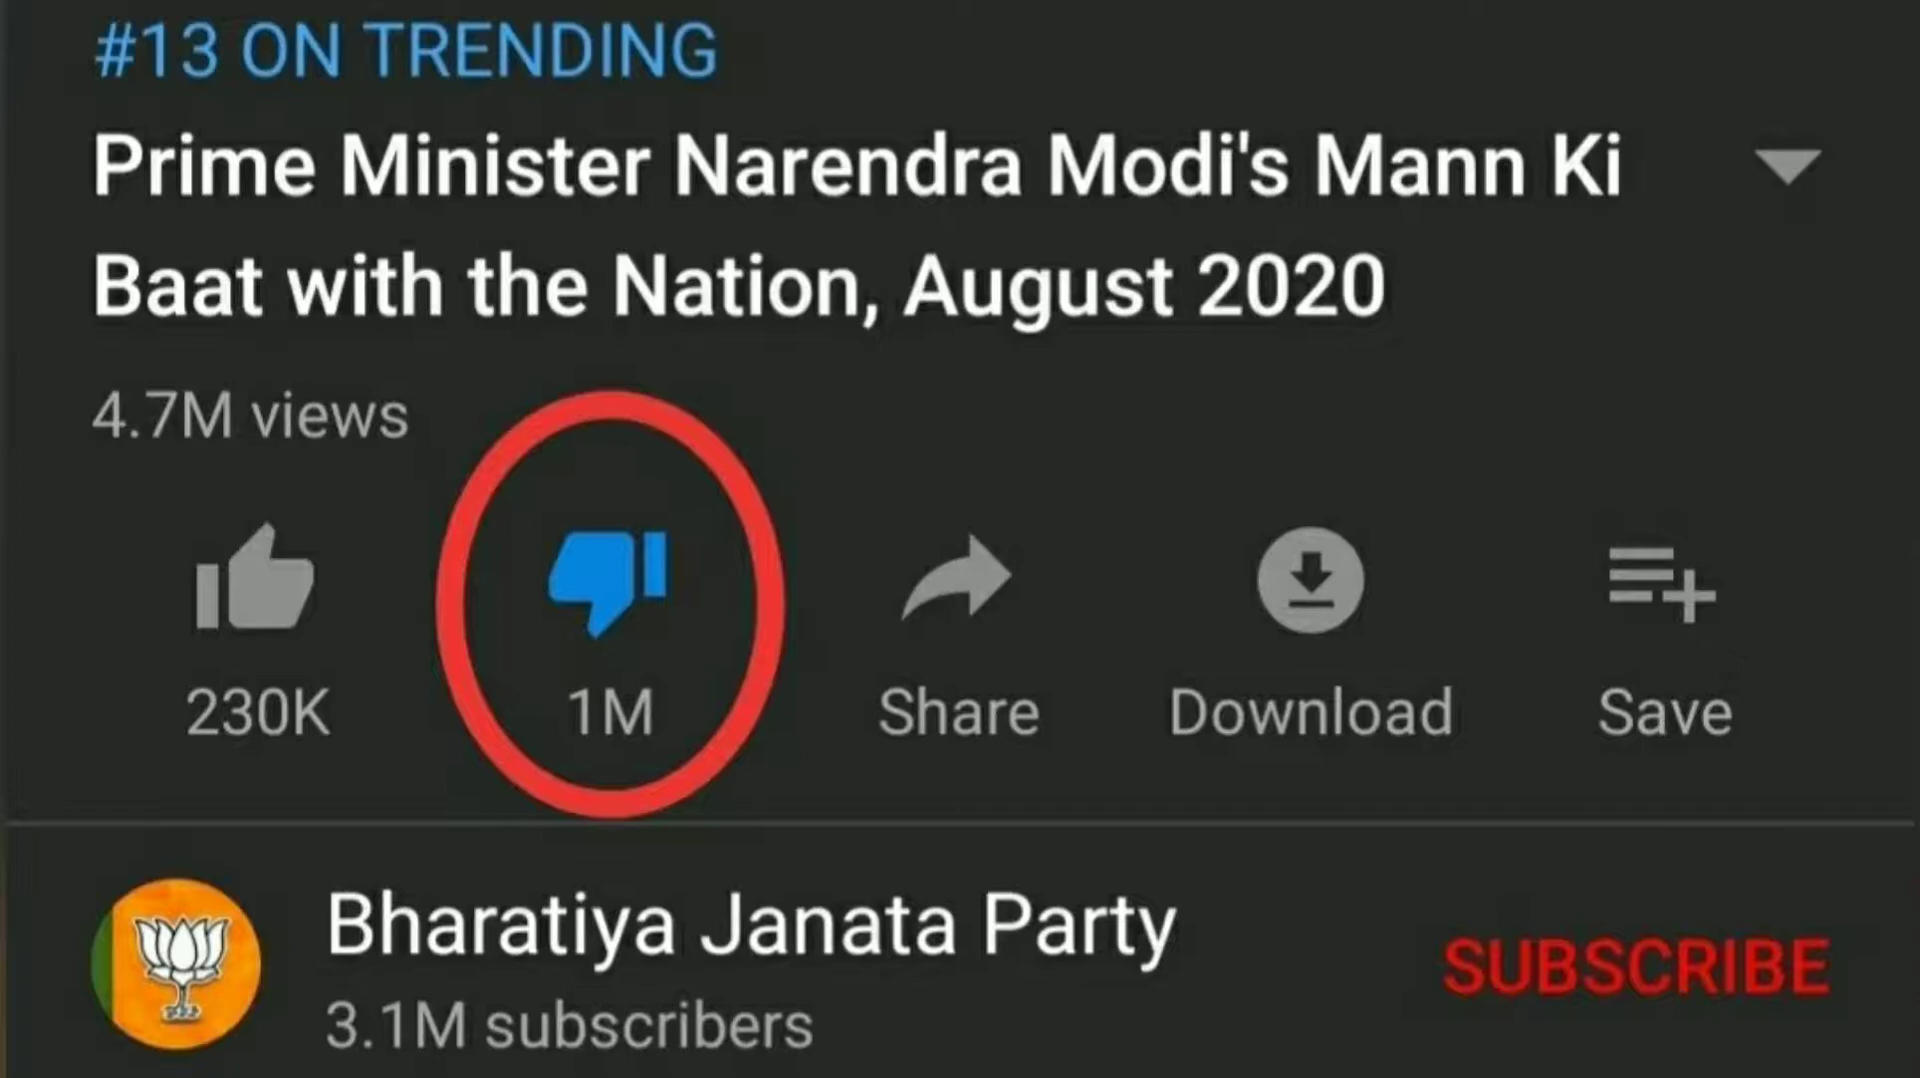 #13 ON TRENDING
Prime Minister Narendra Modi's Mann Ki
Baat with the Nation, August 2020
4.7M views
230K
1M
Share
Download
Save
Bharatiya Janata Party
3.1M subscribers
SUBSCRIBE